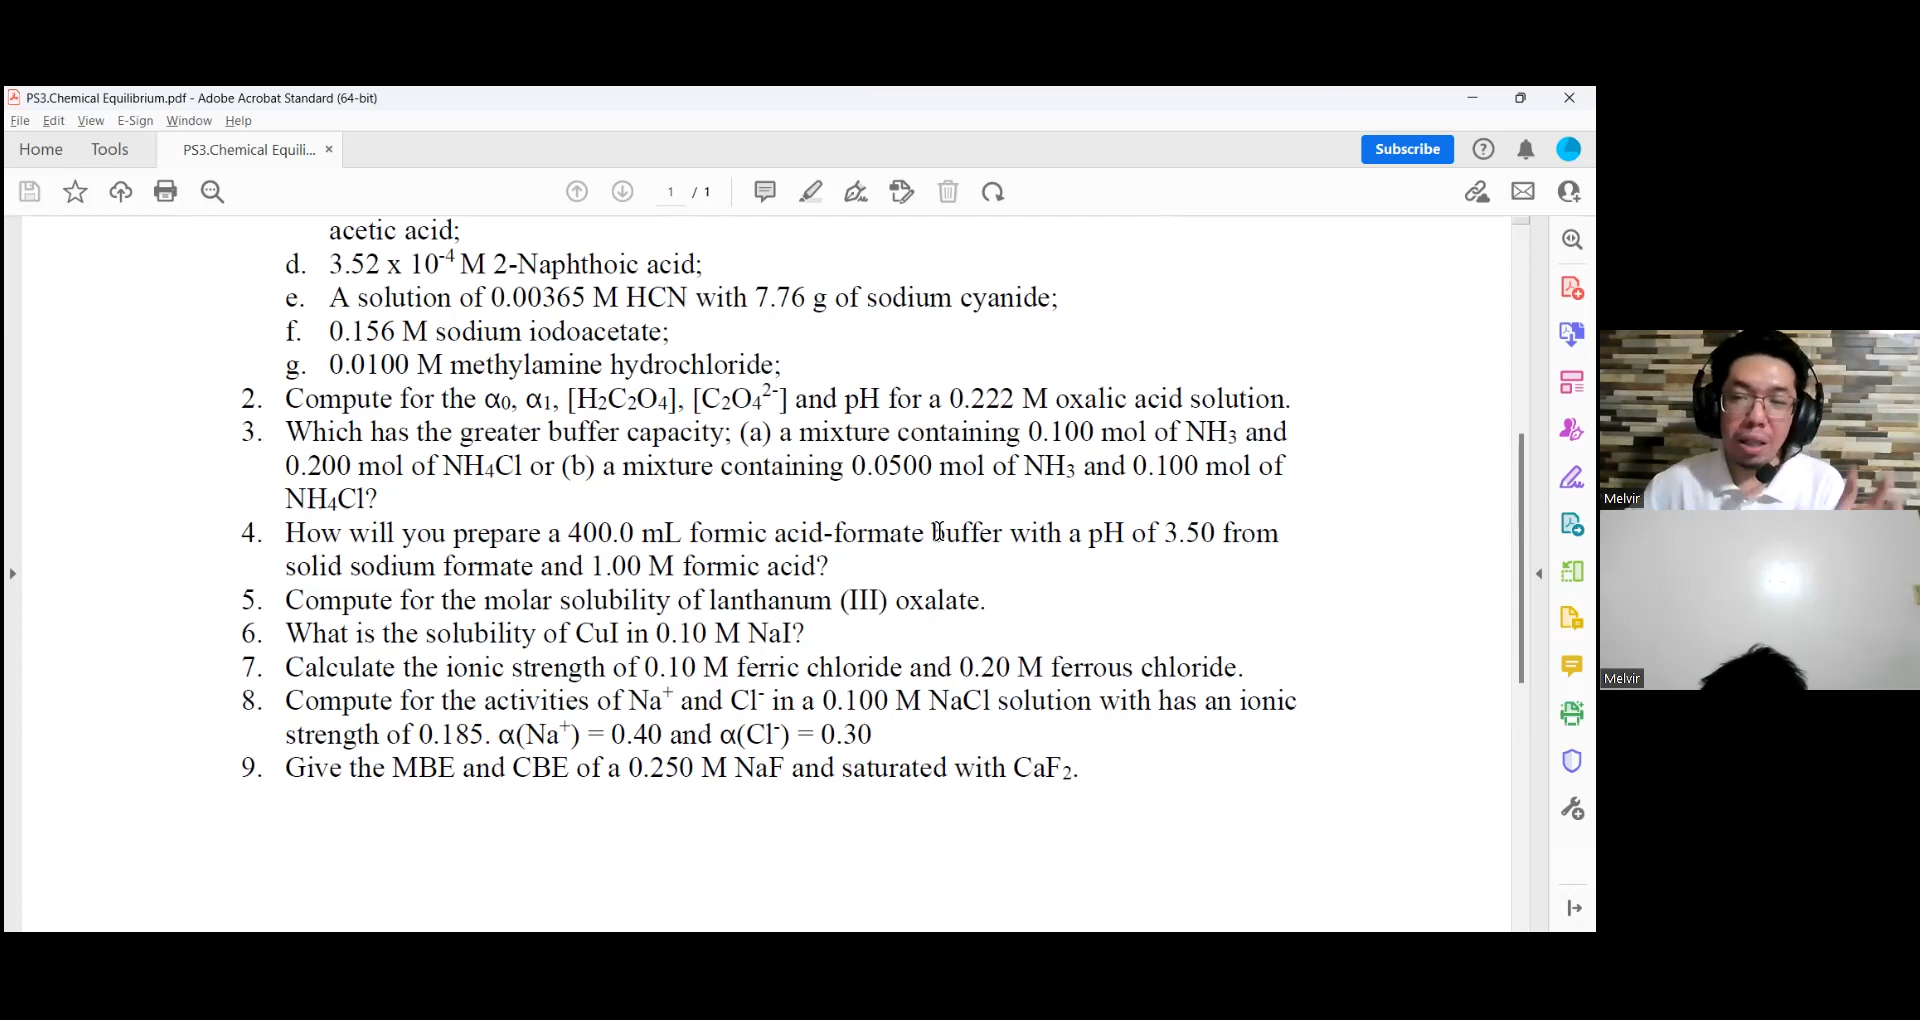 PS3.Chemical Equilibrium.pdf - Adobe Acrobat Standard (64-bit)
File Edit View E-Sign Window Help
Home Tools PS3.Chemical Equili... × Subscribe
1 / 1
acetic acid;
d. 3.52 x 10⁻⁴ M 2-Naphthoic acid;
e. A solution of 0.00365 M HCN with 7.76 g of sodium cyanide;
f. 0.156 M sodium iodoacetate;
g. 0.0100 M methylamine hydrochloride;
2. Compute for the α₀, α₁, [H₂C₂O₄], [C₂O₄²⁻] and pH for a 0.222 M oxalic acid solution.
3. Which has the greater buffer capacity; (a) a mixture containing 0.100 mol of NH₃ and
0.200 mol of NH₄Cl or (b) a mixture containing 0.0500 mol of NH₃ and 0.100 mol of
NH₄Cl?
4. How will you prepare a 400.0 mL formic acid-formate buffer with a pH of 3.50 from
solid sodium formate and 1.00 M formic acid?
5. Compute for the molar solubility of lanthanum (III) oxalate.
6. What is the solubility of CuI in 0.10 M NaI?
7. Calculate the ionic strength of 0.10 M ferric chloride and 0.20 M ferrous chloride.
8. Compute for the activities of Na⁺ and Cl⁻ in a 0.100 M NaCl solution with has an ionic
strength of 0.185. α(Na⁺) = 0.40 and α(Cl⁻) = 0.30
9. Give the MBE and CBE of a 0.250 M NaF and saturated with CaF₂.
Melvir
Melvir